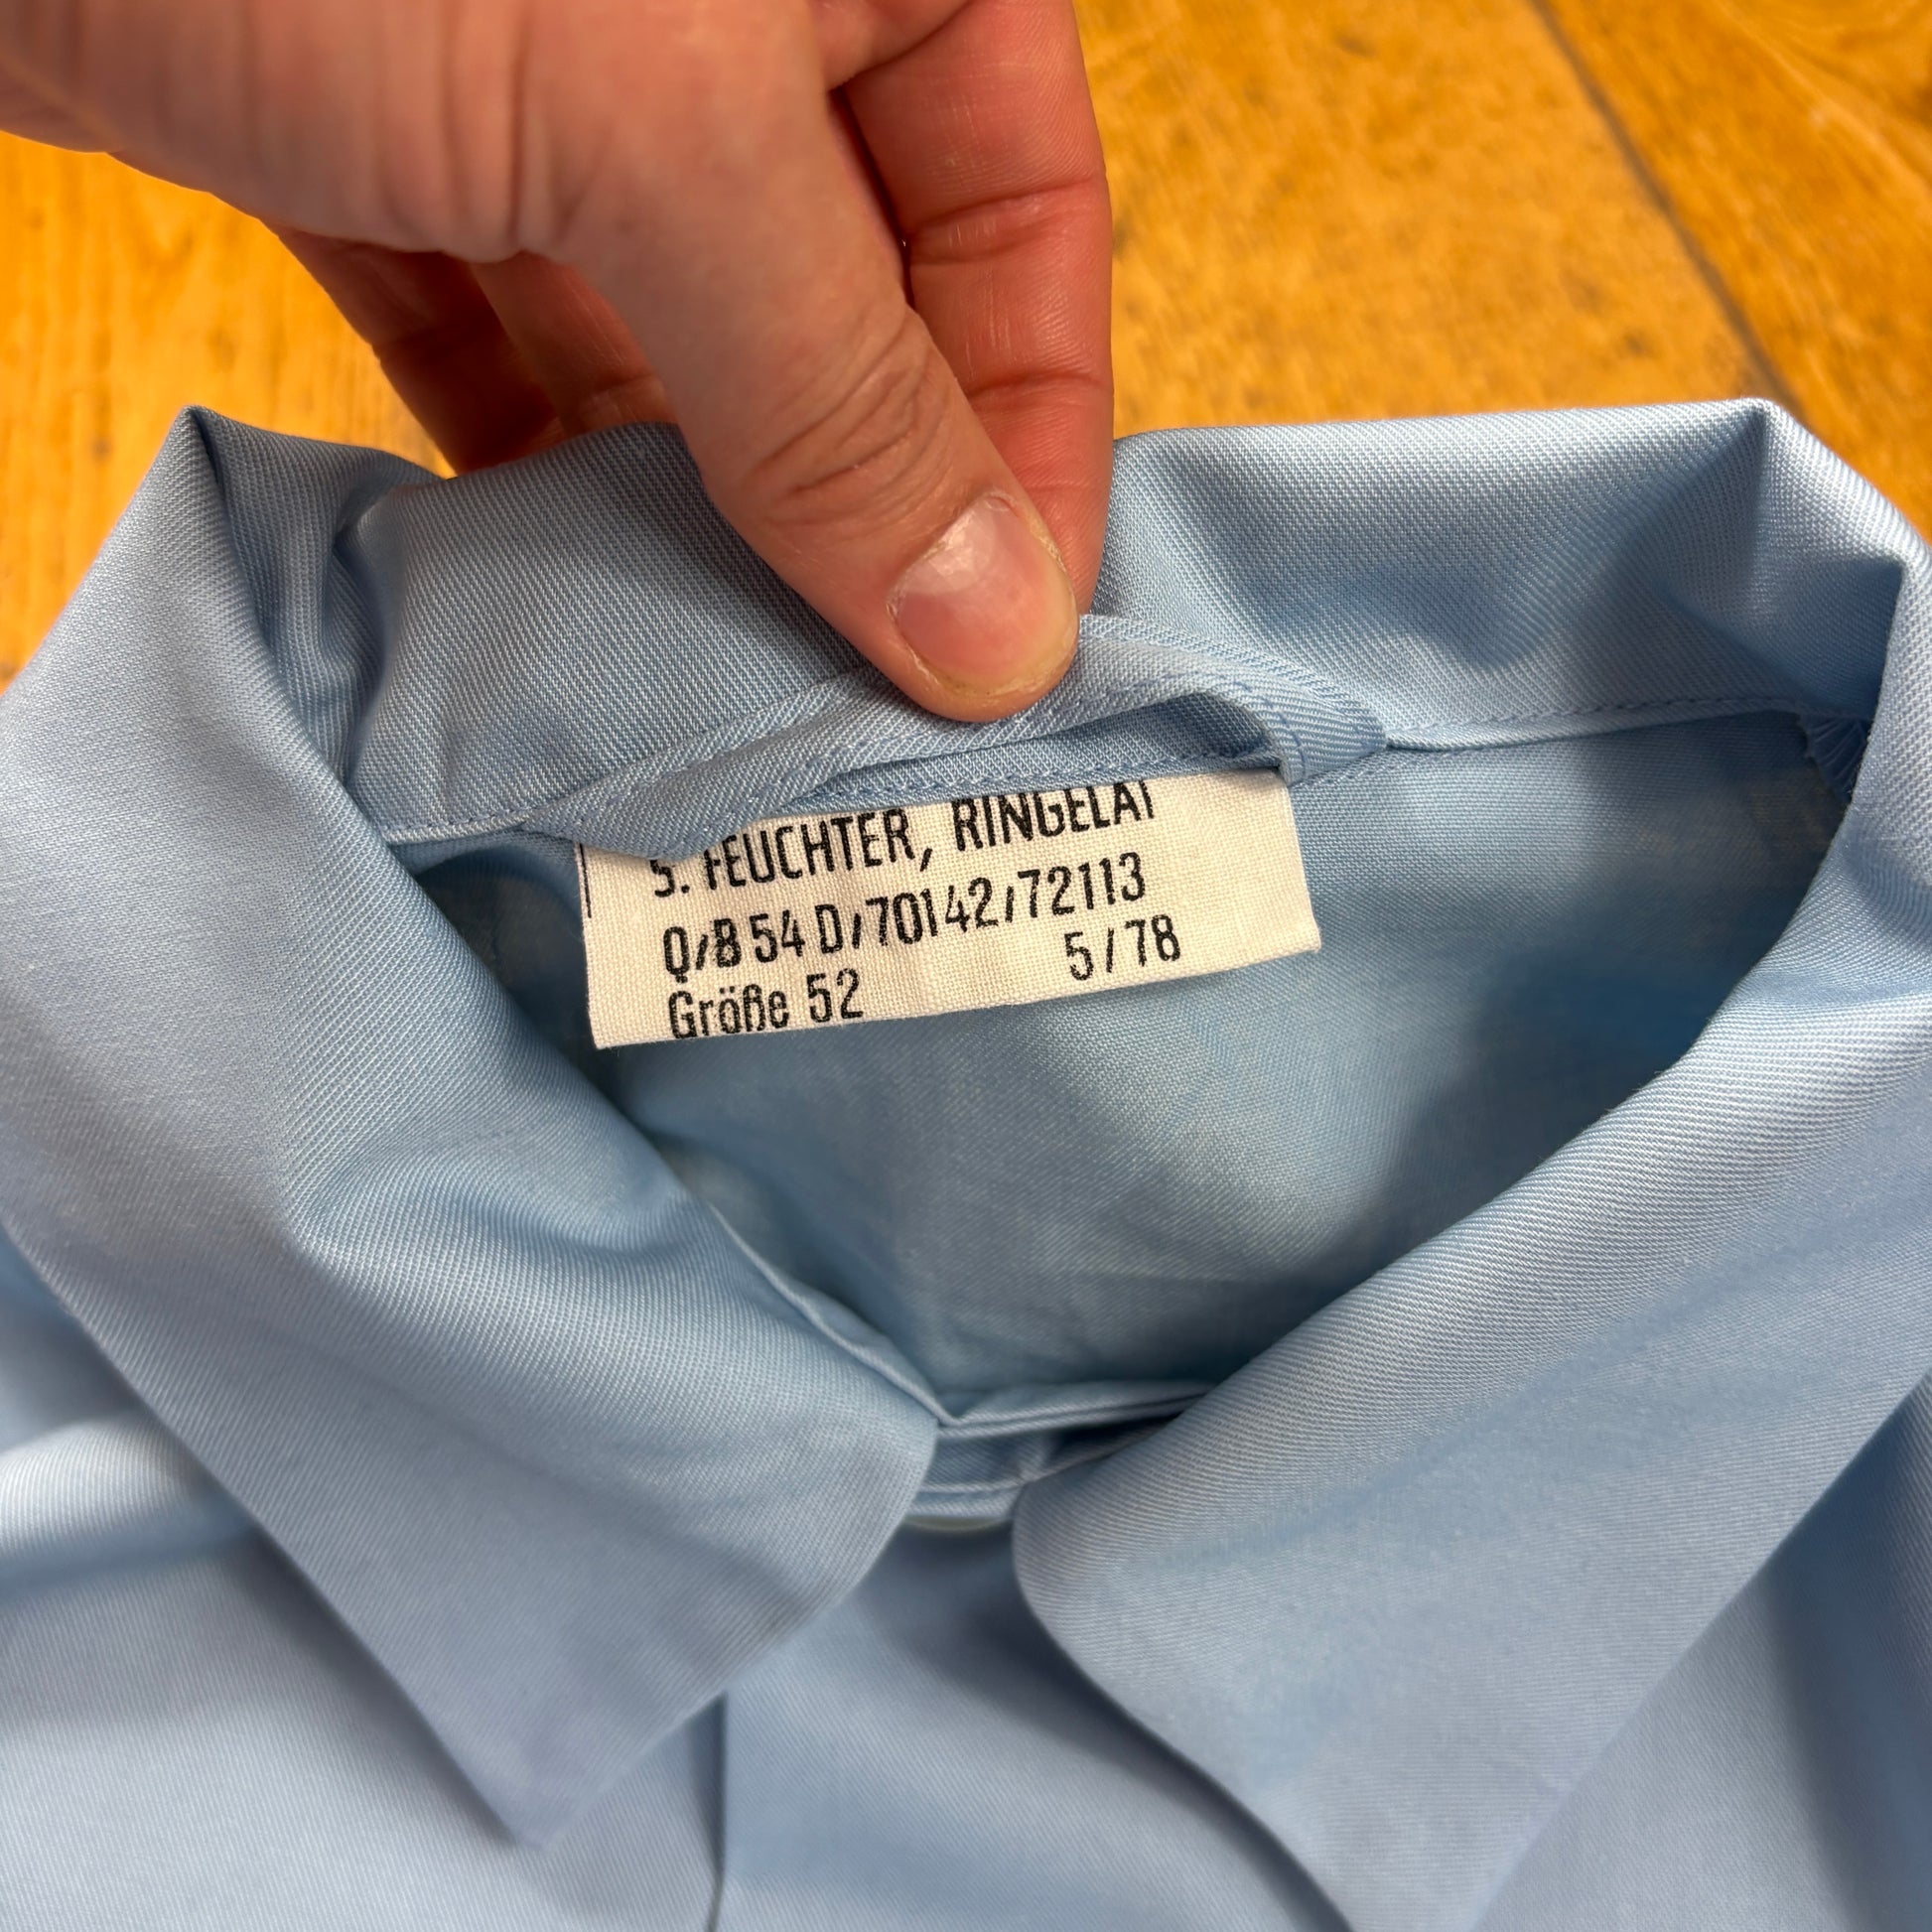 S. FEUCHTER, RINGELAI
Q/B 54 D/70142/72113
Größe 52 5/78